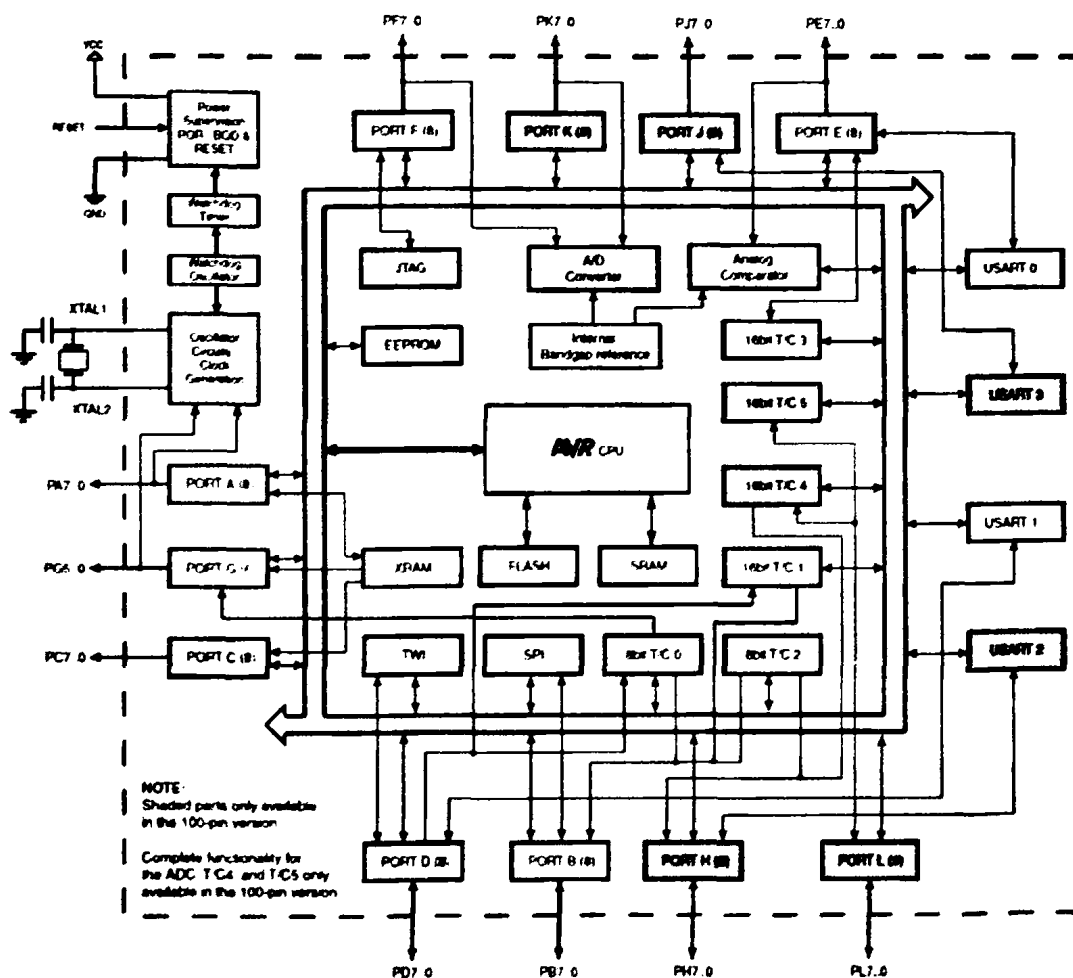 PF7..0
PK7..0
PJ7..0
PE7..0
VCC
RESET
GND
Power
Supervision
POR / BOD &
RESET
PORT F (8)
PORT K (8)
PORT J (8)
PORT E (8)
Watchdog
Timer
Watchdog
Oscillator
JTAG
A/D
Converter
Analog
Comparator
USART 0
XTAL1
XTAL2
Oscillator
Circuits
Clock
Generation
EEPROM
Internal
Bandgap reference
16bit T/C 3
USART 3
16bit T/C 5
AVR CPU
PA7..0
PORT A (8)
16bit T/C 4
USART 1
PG5..0
PORT G
XRAM
FLASH
SRAM
16bit T/C 1
PC7..0
PORT C (8)
TWI
SPI
8bit T/C 0
8bit T/C 2
USART 2
NOTE:
Shaded parts only available
in the 100-pin version
Complete functionality for
the ADC T/C4 and T/C5 only
available in the 100-pin version
PORT D (8)
PORT B (8)
PORT H (8)
PORT L (8)
PD7..0
PB7..0
PH7..0
PL7..0